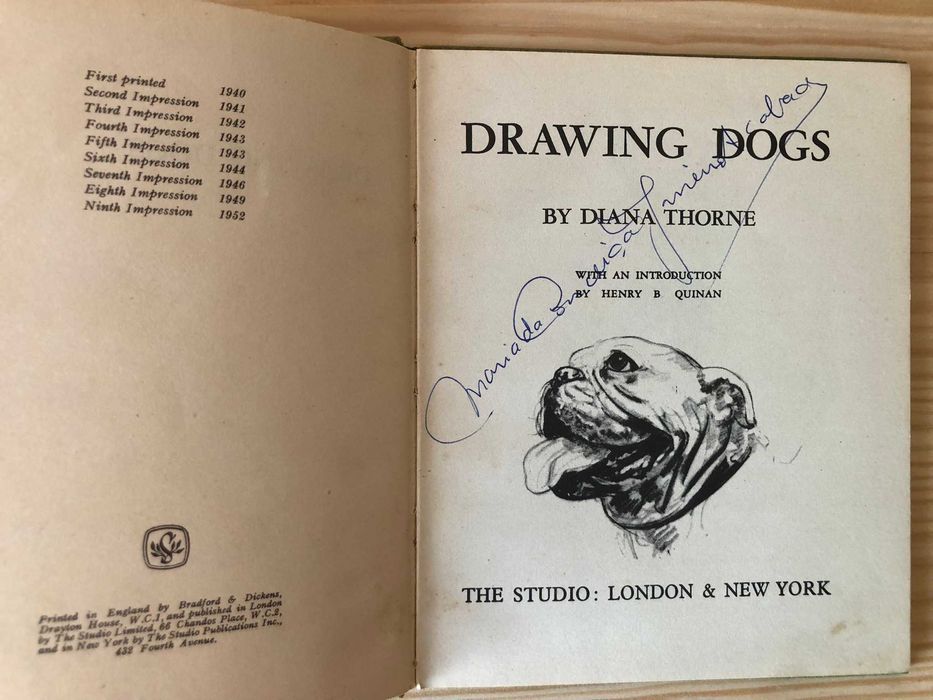 First printed 1940
Second Impression 1941
Third Impression 1942
Fourth Impression 1943
Fifth Impression 1943
Sixth Impression 1944
Seventh Impression 1946
Eighth Impression 1949
Ninth Impression 1952
Printed in England by Bradford & Dickens,
Drayton House, W.C.1, and published in London
by The Studio Limited, 66 Chandos Place, W.C.2,
and in New York by The Studio Publications Inc.,
432 Fourth Avenue.
DRAWING DOGS
BY DIANA THORNE
WITH AN INTRODUCTION
BY HENRY B QUINAN
Maria da
THE STUDIO: LONDON & NEW YORK